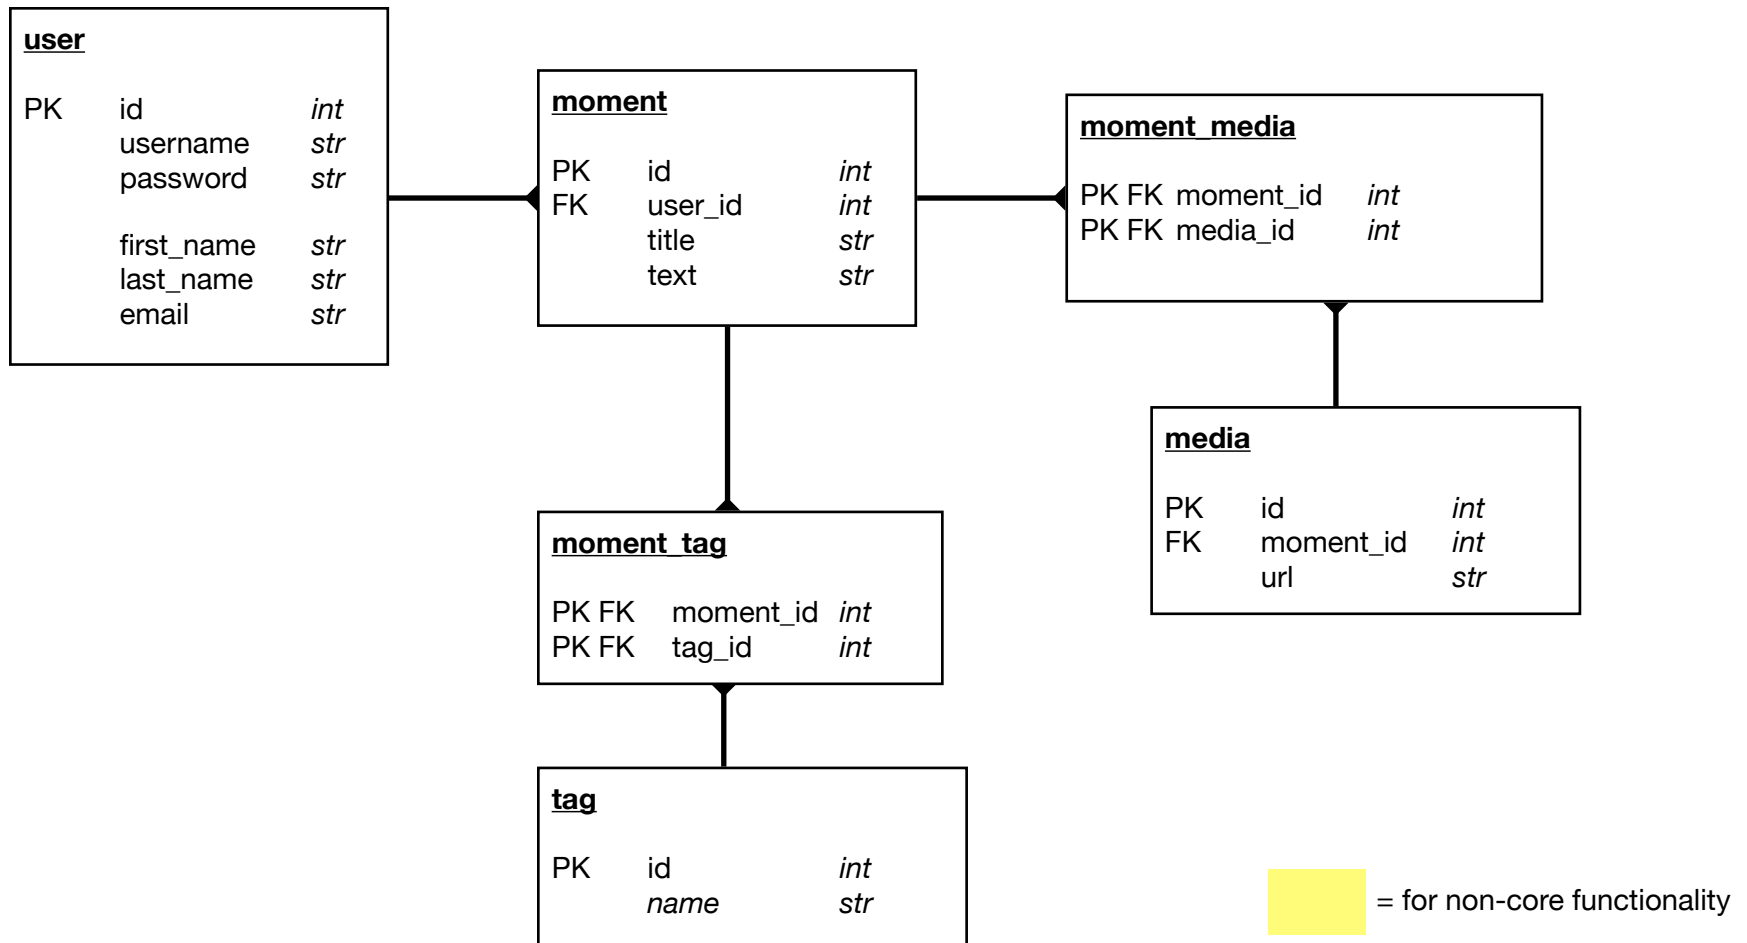 user
PK id int
username str
password str
first_name str
last_name str
email str
moment
PK id int
FK user_id int
title str
text str
moment_media
PK FK moment_id int
PK FK media_id int
media
PK id int
FK moment_id int
url str
moment_tag
PK FK moment_id int
PK FK tag_id int
tag
PK id int
name str
= for non-core functionality